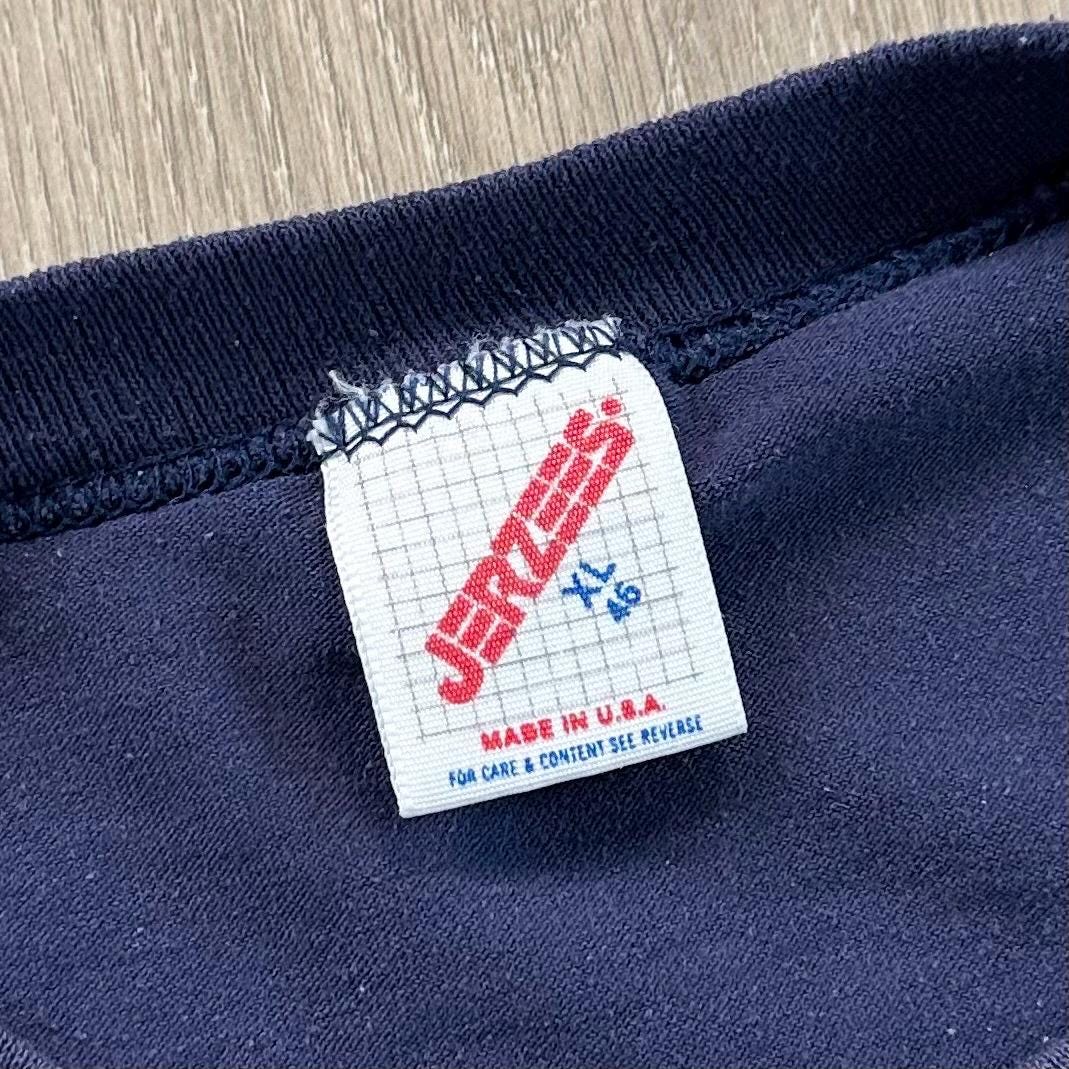 JERZEES.
XL
46
MADE IN U.S.A.
FOR CARE & CONTENT SEE REVERSE